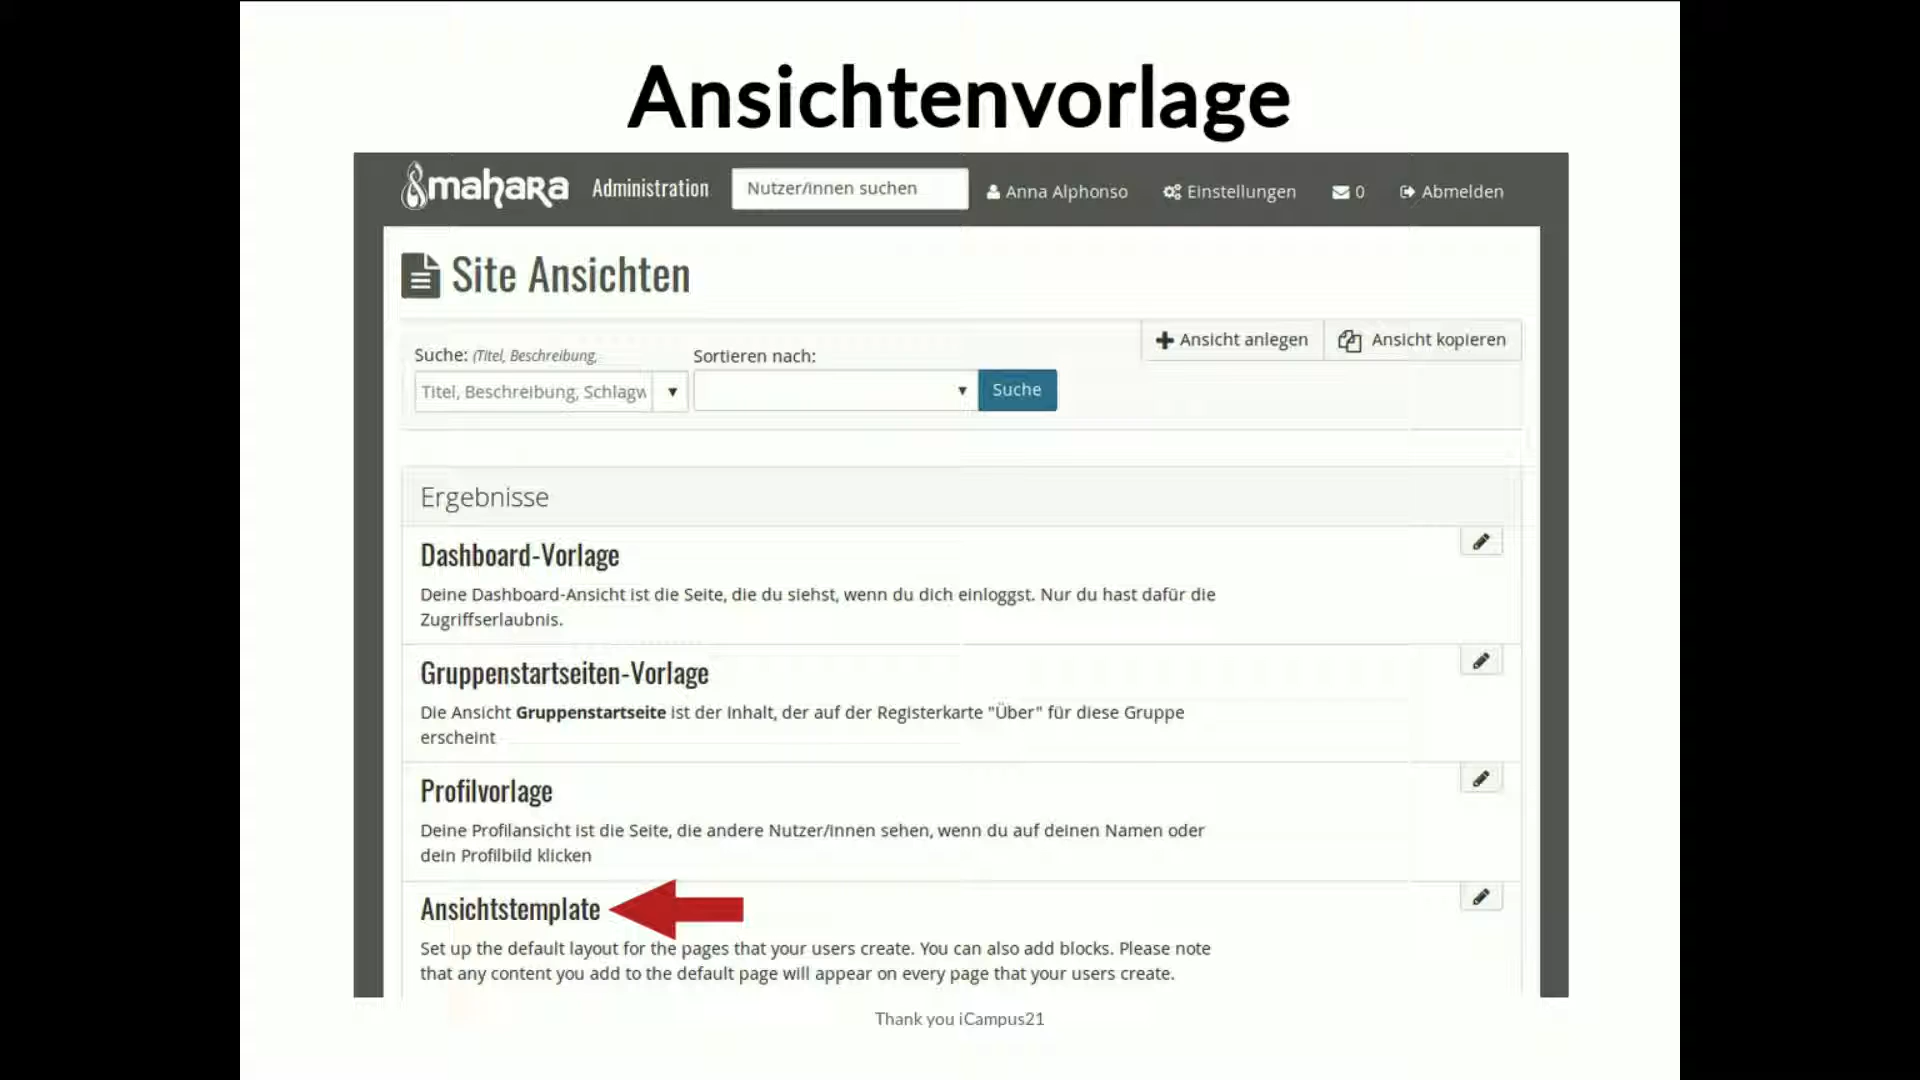 Ansichtenvorlage
mahara Administration Nutzer/innen suchen Anna Alphonso Einstellungen 0 Abmelden
Site Ansichten
Ansicht anlegen Ansicht kopieren
Suche: (Titel, Beschreibung, Sortieren nach:
Titel, Beschreibung, Schlagw Suche
Ergebnisse
Dashboard-Vorlage
Deine Dashboard-Ansicht ist die Seite, die du siehst, wenn du dich einloggst. Nur du hast dafür die
Zugriffserlaubnis.
Gruppenstartseiten-Vorlage
Die Ansicht Gruppenstartseite ist der Inhalt, der auf der Registerkarte "Über" für diese Gruppe
erscheint
Profilvorlage
Deine Profilansicht ist die Seite, die andere Nutzer/innen sehen, wenn du auf deinen Namen oder
dein Profilbild klicken
Ansichtstemplate
Set up the default layout for the pages that your users create. You can also add blocks. Please note
that any content you add to the default page will appear on every page that your users create.
Thank you iCampus21